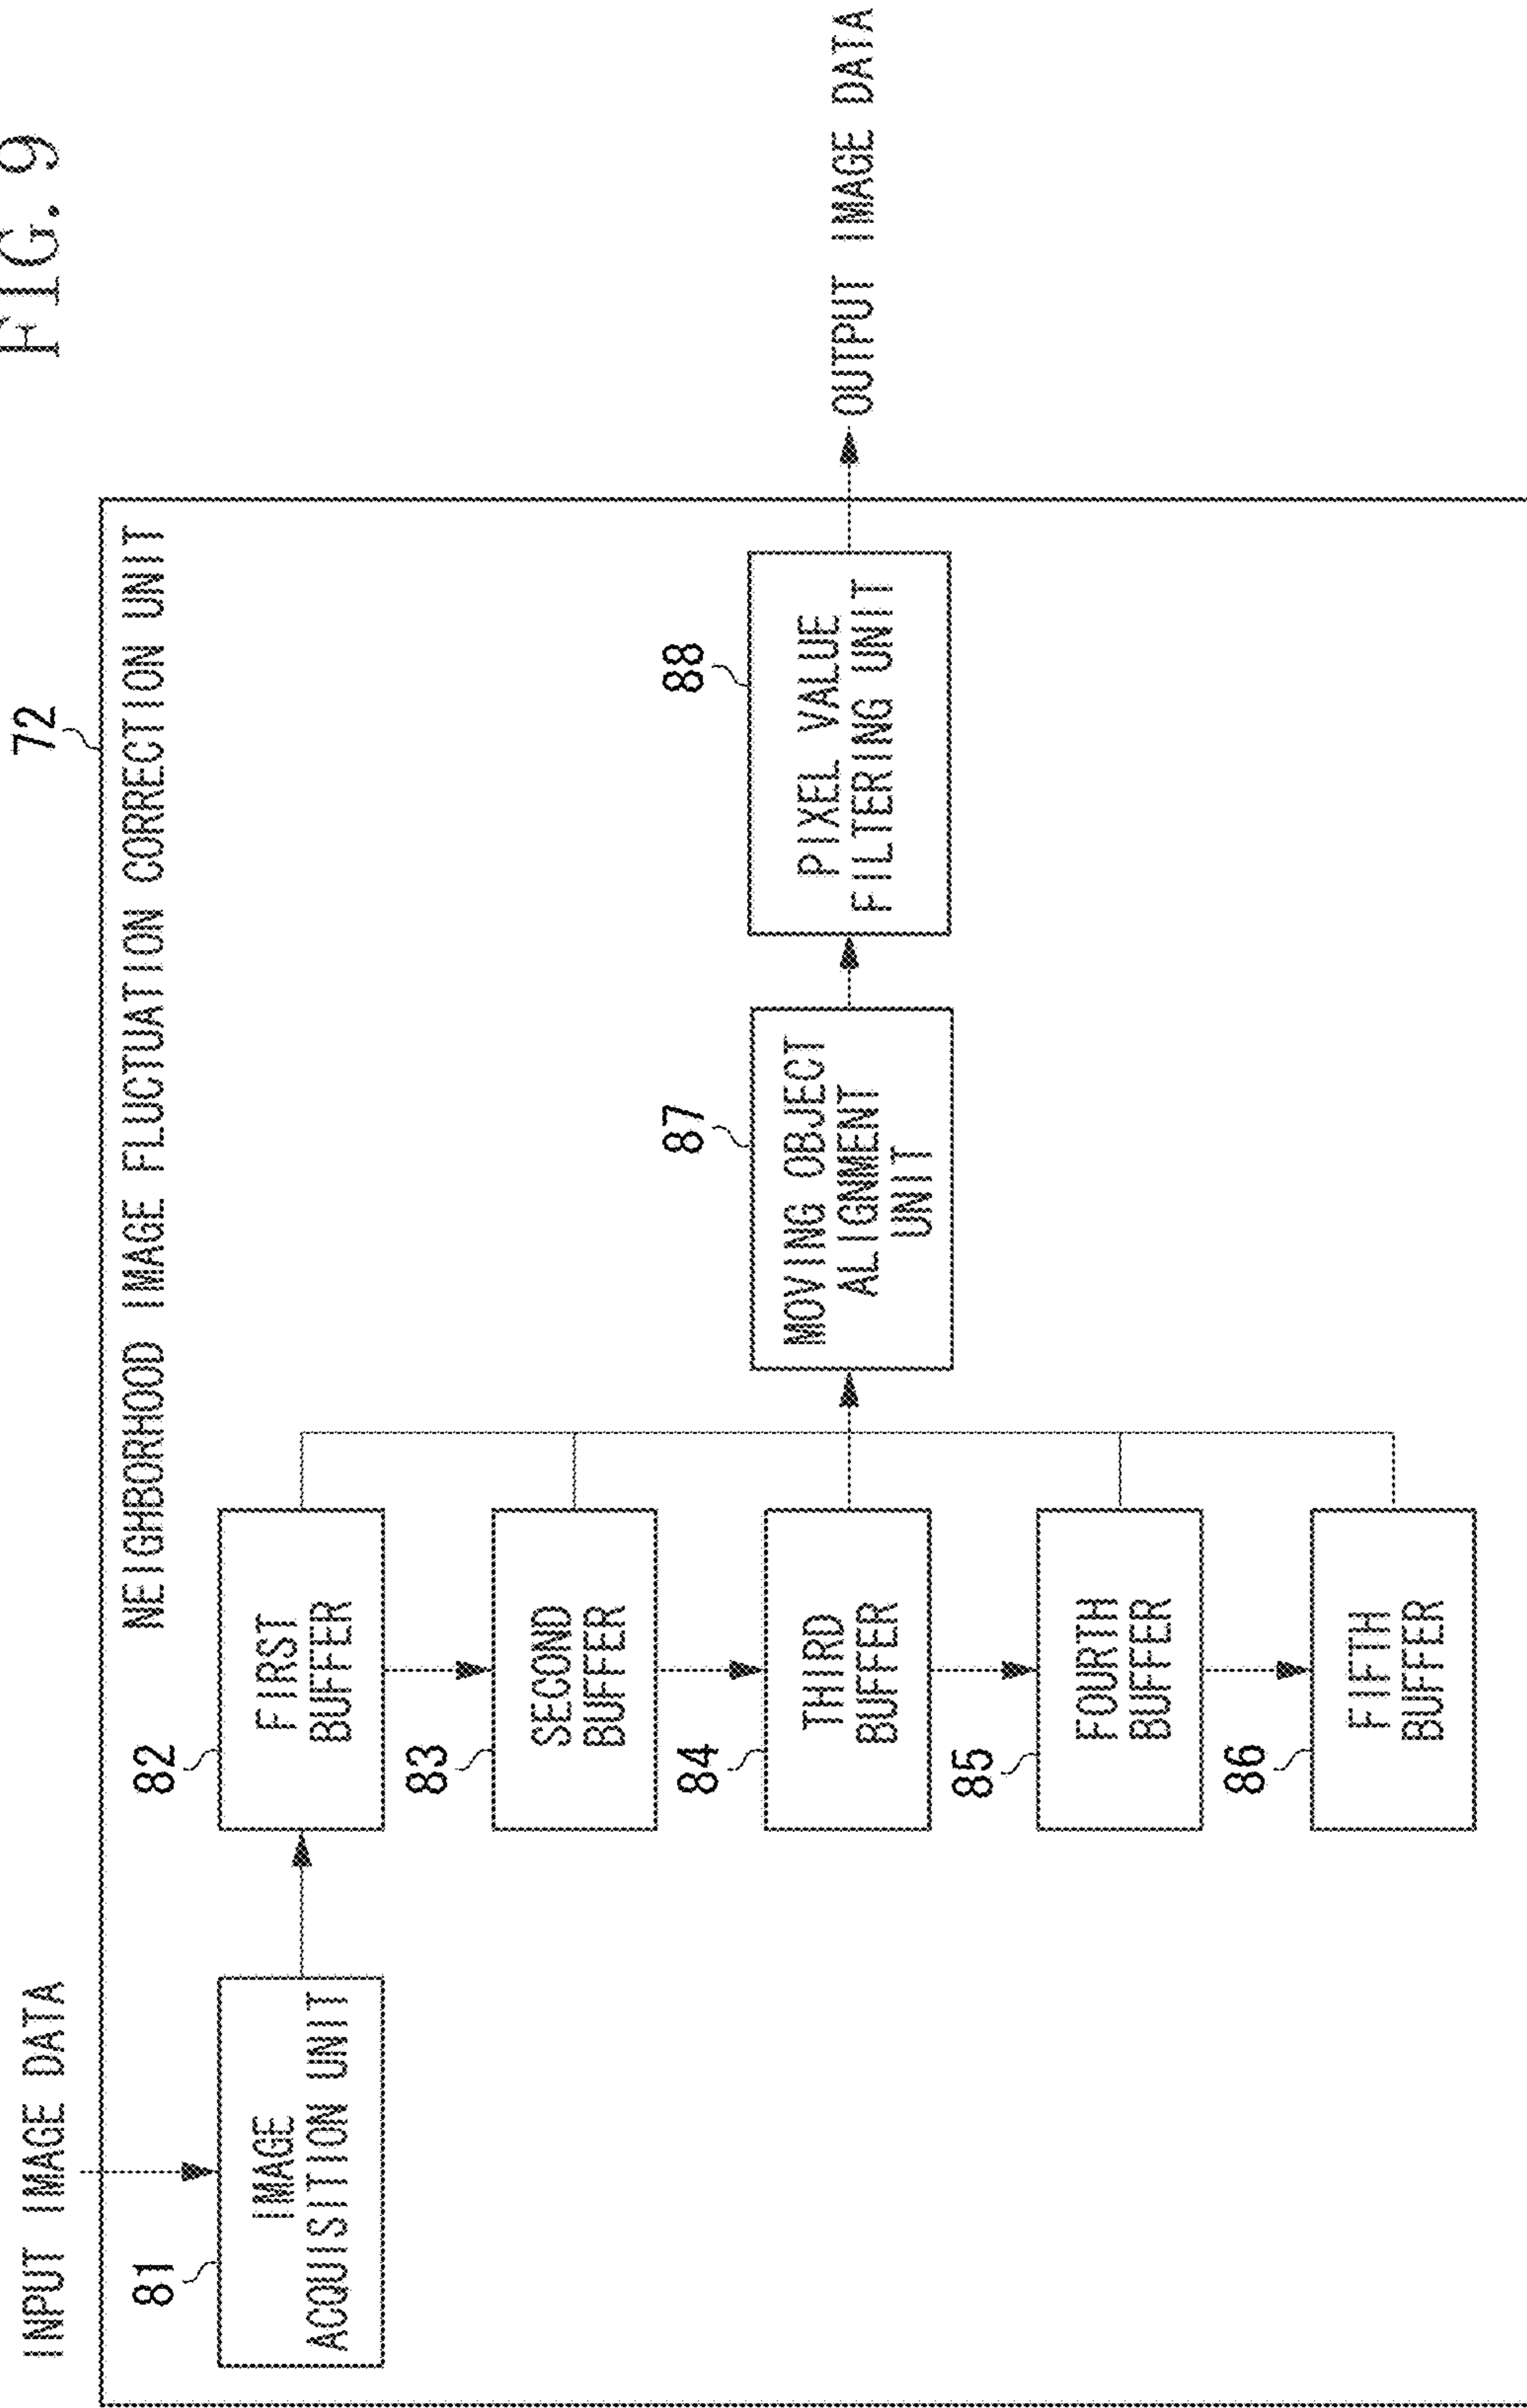 FIG. 9
INPUT IMAGE DATA
72
NEIGHBORHOOD IMAGE FLUCTUATION CORRECTION UNIT
81
IMAGE
ACQUISITION UNIT
82
FIRST
BUFFER
83
SECOND
BUFFER
84
THIRD
BUFFER
85
FOURTH
BUFFER
86
FIFTH
BUFFER
87
MOVING OBJECT
ALIGNMENT
UNIT
88
PIXEL VALUE
FILTERING UNIT
OUTPUT IMAGE DATA